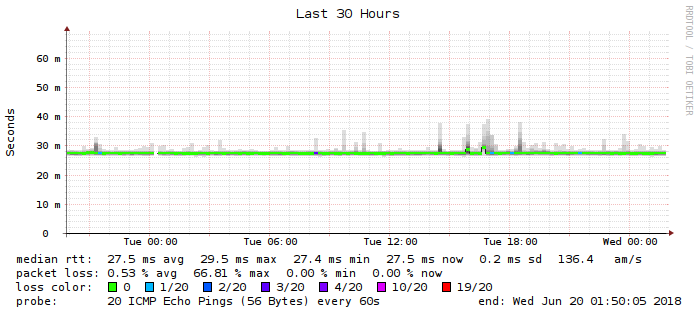 Last 30 Hours
RRDTOOL / TOBI OETIKER
Seconds
60 m
50 m
40 m
30 m
20 m
10 m
0
Tue 00:00 Tue 06:00 Tue 12:00 Tue 18:00 Wed 00:00
median rtt: 27.5 ms avg 29.5 ms max 27.4 ms min 27.5 ms now 0.2 ms sd 136.4 am/s
packet loss: 0.53 % avg 66.81 % max 0.00 % min 0.00 % now
loss color: 0 1/20 2/20 3/20 4/20 10/20 19/20
probe: 20 ICMP Echo Pings (56 Bytes) every 60s end: Wed Jun 20 01:50:05 2018